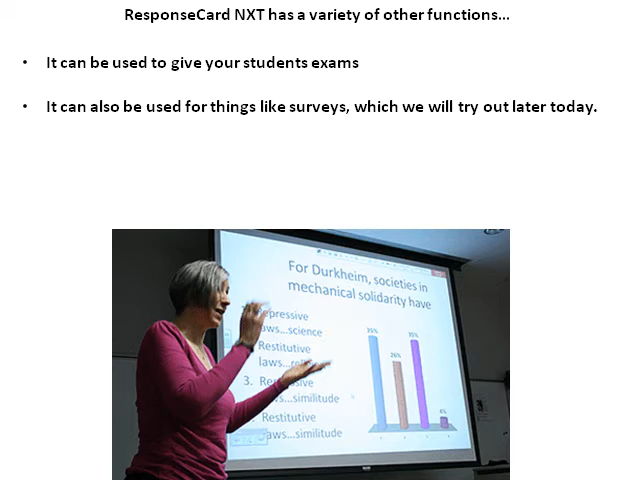 ResponseCard NXT has a variety of other functions...
• It can be used to give your students exams
• It can also be used for things like surveys, which we will try out later today.
For Durkheim, societies in
mechanical solidarity have
laws...science
Restitutive
3.
...similitude
Restitutive
laws...similitude
35% 26% 35% 4%